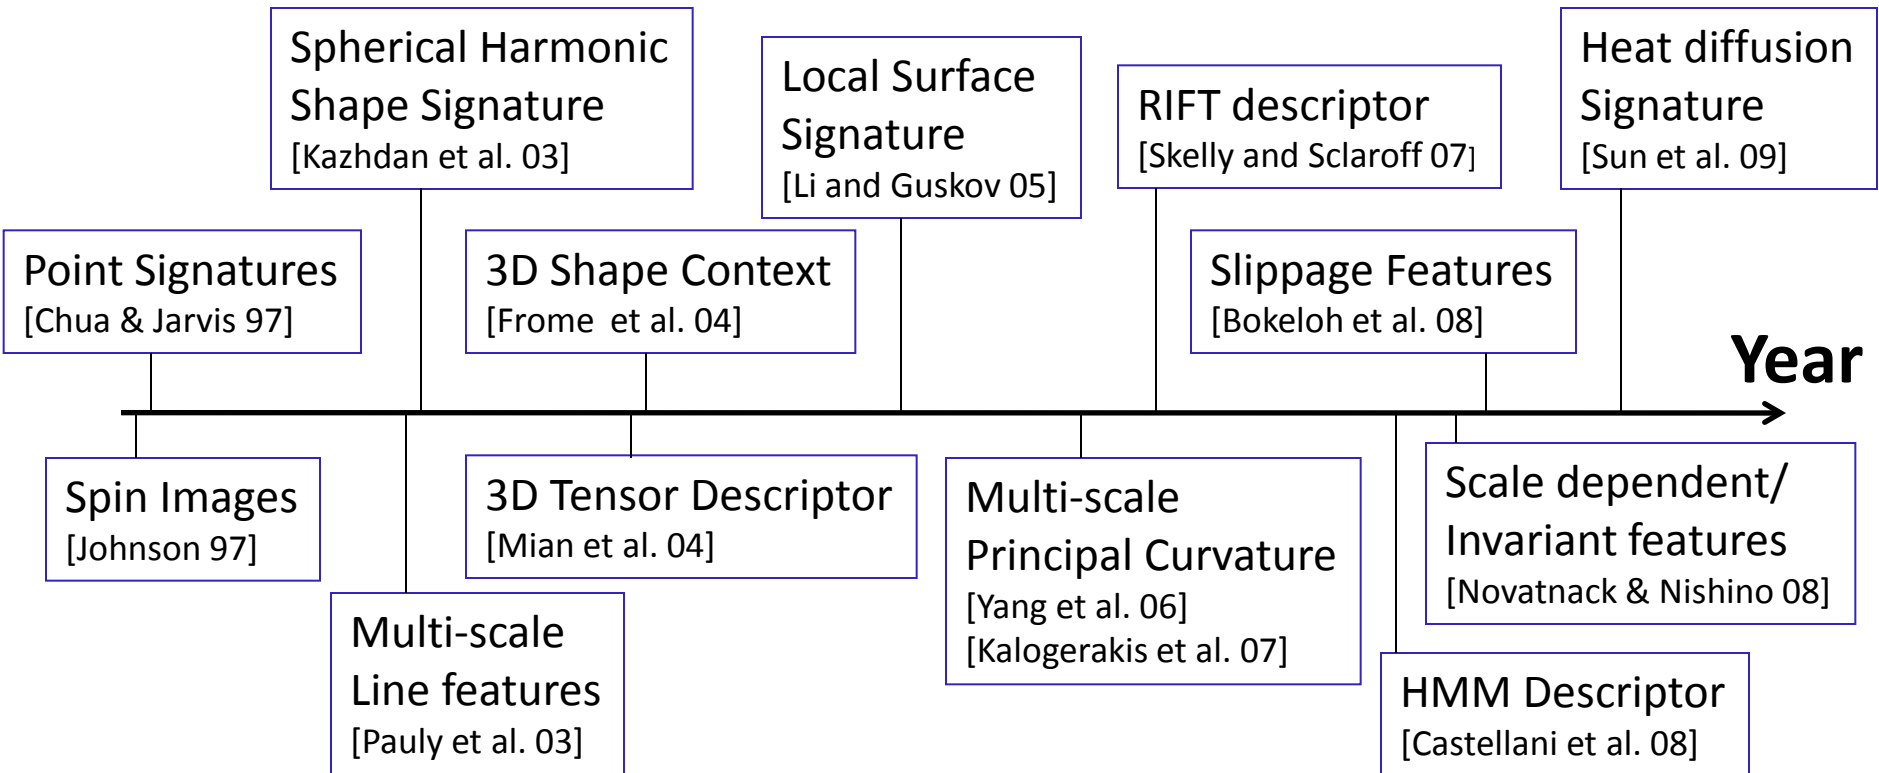 Spherical Harmonic
Shape Signature
[Kazhdan et al. 03]
Local Surface
Signature
[Li and Guskov 05]
RIFT descriptor
[Skelly and Sclaroff 07]
Heat diffusion
Signature
[Sun et al. 09]
Point Signatures
[Chua & Jarvis 97]
3D Shape Context
[Frome et al. 04]
Slippage Features
[Bokeloh et al. 08]
Year
Spin Images
[Johnson 97]
Multi-scale
Line features
[Pauly et al. 03]
3D Tensor Descriptor
[Mian et al. 04]
Multi-scale
Principal Curvature
[Yang et al. 06]
[Kalogerakis et al. 07]
Scale dependent/
Invariant features
[Novatnack & Nishino 08]
HMM Descriptor
[Castellani et al. 08]